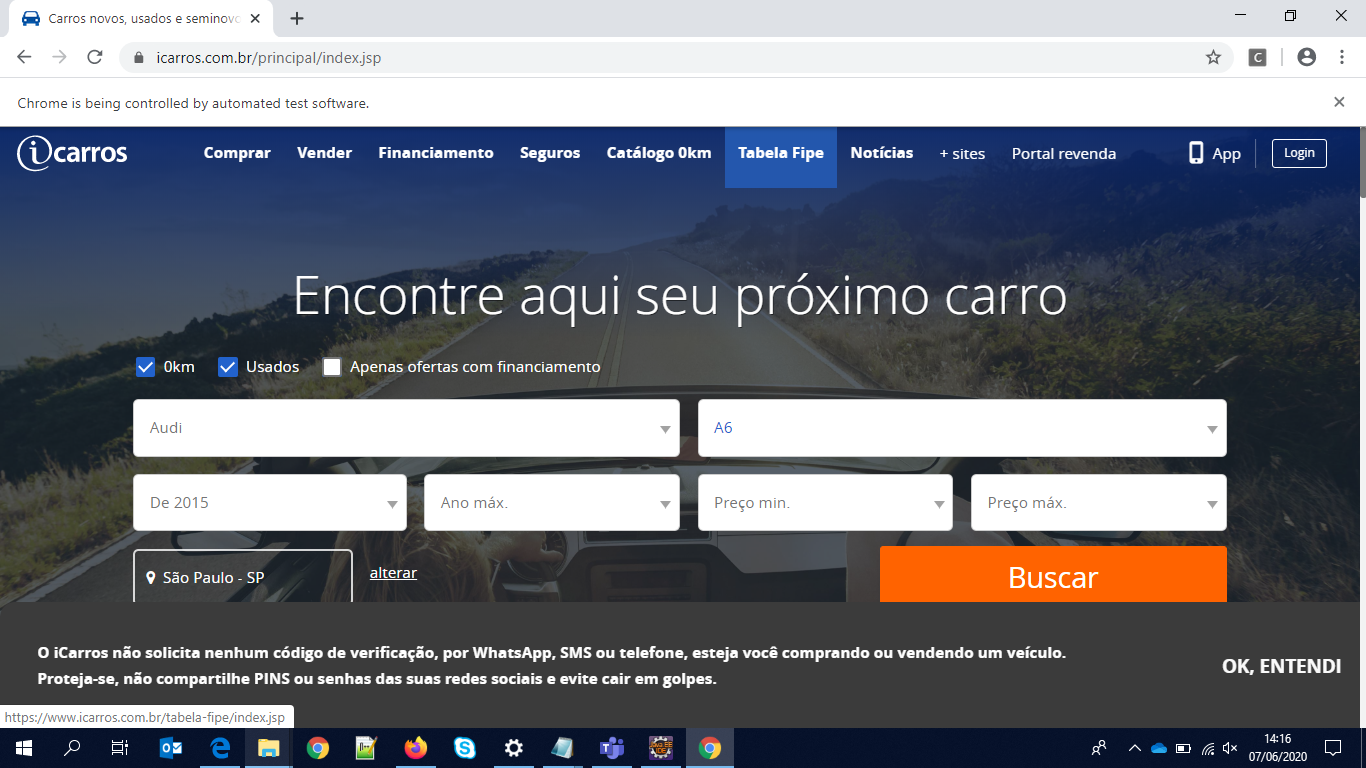 Carros novos, usados e seminovo
icarros.com.br/principal/index.jsp
C
Chrome is being controlled by automated test software.
icarros
Comprar Vender Financiamento Seguros Catálogo 0km Tabela Fipe Notícias + sites Portal revenda App Login
Encontre aqui seu próximo carro
0km Usados Apenas ofertas com financiamento
Audi A6
De 2015 Ano máx. Preço min. Preço máx.
São Paulo - SP alterar Buscar
O iCarros não solicita nenhum código de verificação, por WhatsApp, SMS ou telefone, esteja você comprando ou vendendo um veículo.
Proteja-se, não compartilhe PINS ou senhas das suas redes sociais e evite cair em golpes.
OK, ENTENDI
https://www.icarros.com.br/tabela-fipe/index.jsp
14:16
07/06/2020